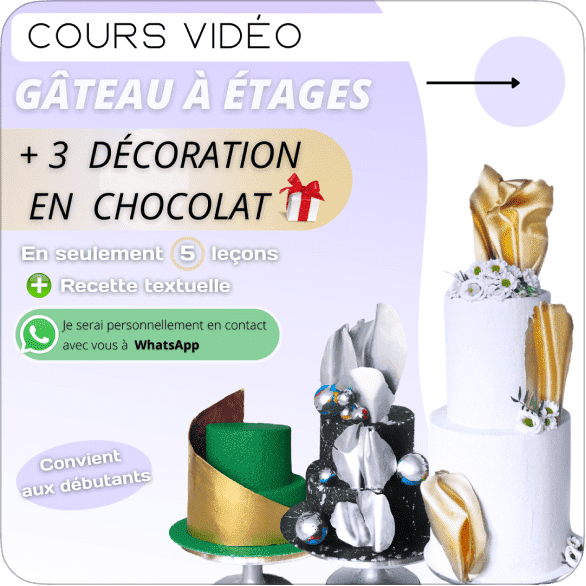 COURS VIDÉO
GÂTEAU À ÉTAGES
+ 3 DÉCORATION
EN CHOCOLAT
En seulement 5 leçons
Recette textuelle
Je serai personnellement en contact
avec vous à WhatsApp
Convient
aux débutants